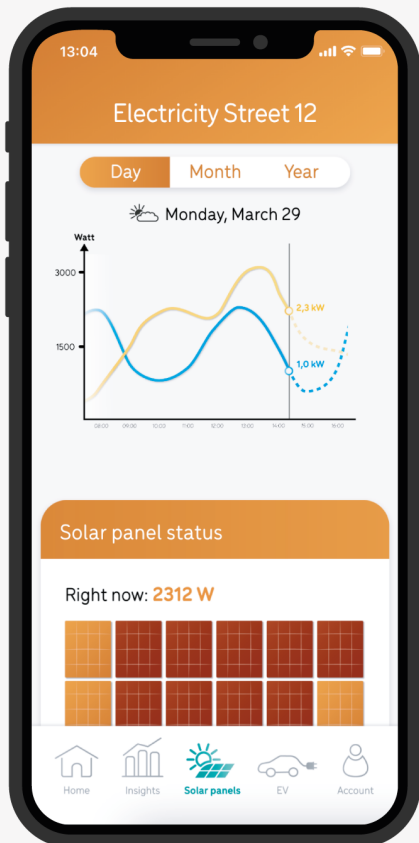 13:04
Electricity Street 12
Day Month Year
Monday, March 29
Watt
3000
2,3 kW
1500
1,0 kW
08:00 09:00 10:00 11:00 12:00 13:00 14:00 15:00 16:00
Solar panel status
Right now: 2312 W
Home Insights Solar panels EV Account